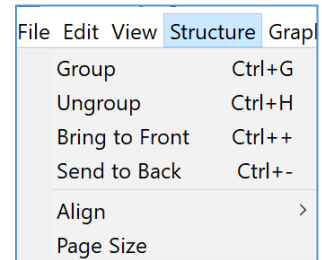 File Edit View Structure Grapl
Group Ctrl+G
Ungroup Ctrl+H
Bring to Front Ctrl++
Send to Back Ctrl+-
Align >
Page Size